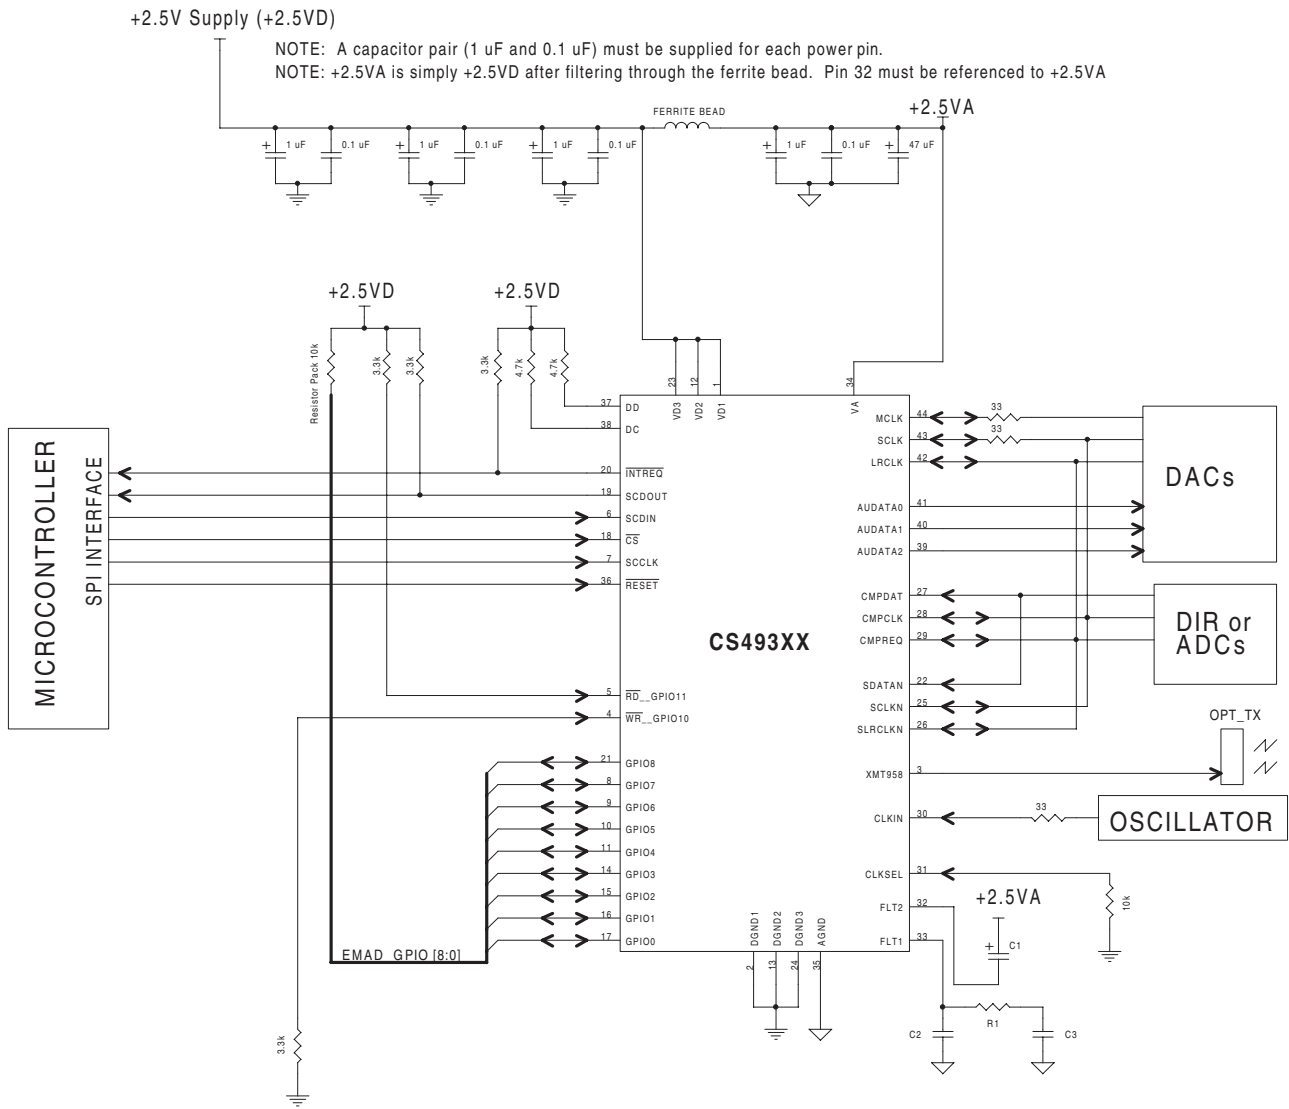 +2.5V Supply (+2.5VD)
NOTE: A capacitor pair (1 uF and 0.1 uF) must be supplied for each power pin.
NOTE: +2.5VA is simply +2.5VD after filtering through the ferrite bead. Pin 32 must be referenced to +2.5VA
FERRITE BEAD
+2.5VA
+ 1 uF
0.1 uF
+ 1 uF
0.1 uF
+ 1 uF
0.1 uF
+ 1 uF
0.1 uF
+ 47 uF
+2.5VD
+2.5VD
Resistor Pack 10k
3.3k
3.3k
3.3k
4.7k
4.7k
23
12
1
34
VD3
VD2
VD1
VA
MICROCONTROLLER
SPI INTERFACE
37 DD
38 DC
20 INTREQ
19 SCDOUT
6 SCDIN
18 CS
7 SCCLK
36 RESET
5 RD__GPIO11
4 WR__GPIO10
21 GPIO8
8 GPIO7
9 GPIO6
10 GPIO5
11 GPIO4
14 GPIO3
15 GPIO2
16 GPIO1
17 GPIO0
EMAD_GPIO [8:0]
3.3k
CS493XX
MCLK 44
33
SCLK 43
33
LRCLK 42
AUDATA0 41
AUDATA1 40
AUDATA2 39
DACs
CMPDAT 27
CMPCLK 28
CMPREQ 29
DIR or
ADCs
SDATAN 22
SCLKN 25
SLRCLKN 26
OPT_TX
XMT958 3
CLKIN 30
33
OSCILLATOR
CLKSEL 31
10k
+2.5VA
FLT2 32
FLT1 33
+ C1
R1
C2
C3
DGND1
DGND2
DGND3
AGND
2
13
24
35